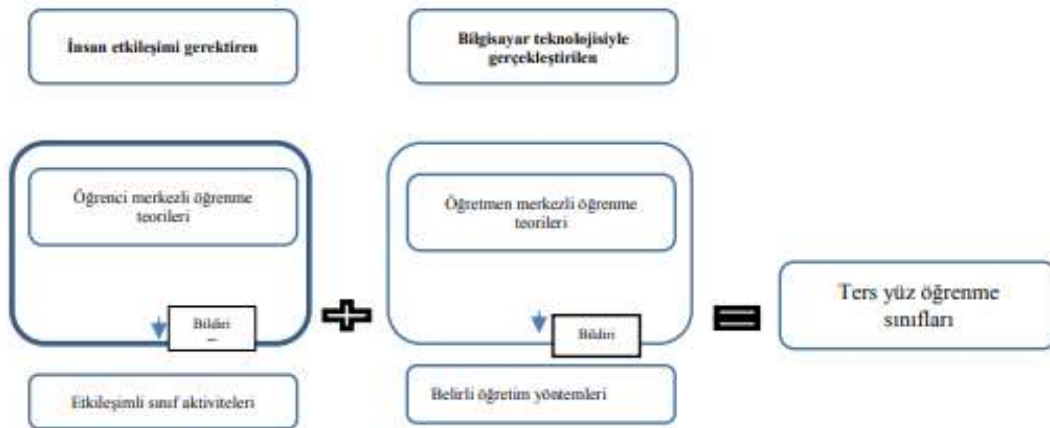 İnsan etkileşimi gerektiren
Bilgisayar teknolojisiyle
gerçekleştirilen
Öğrenci merkezli öğrenme
teorileri
Öğretmen merkezli öğrenme
teorileri
Bildiri
Bildiri
Ters yüz öğrenme
sınıfları
Etkileşimli sınıf aktiviteleri
Belirli öğretim yöntemleri